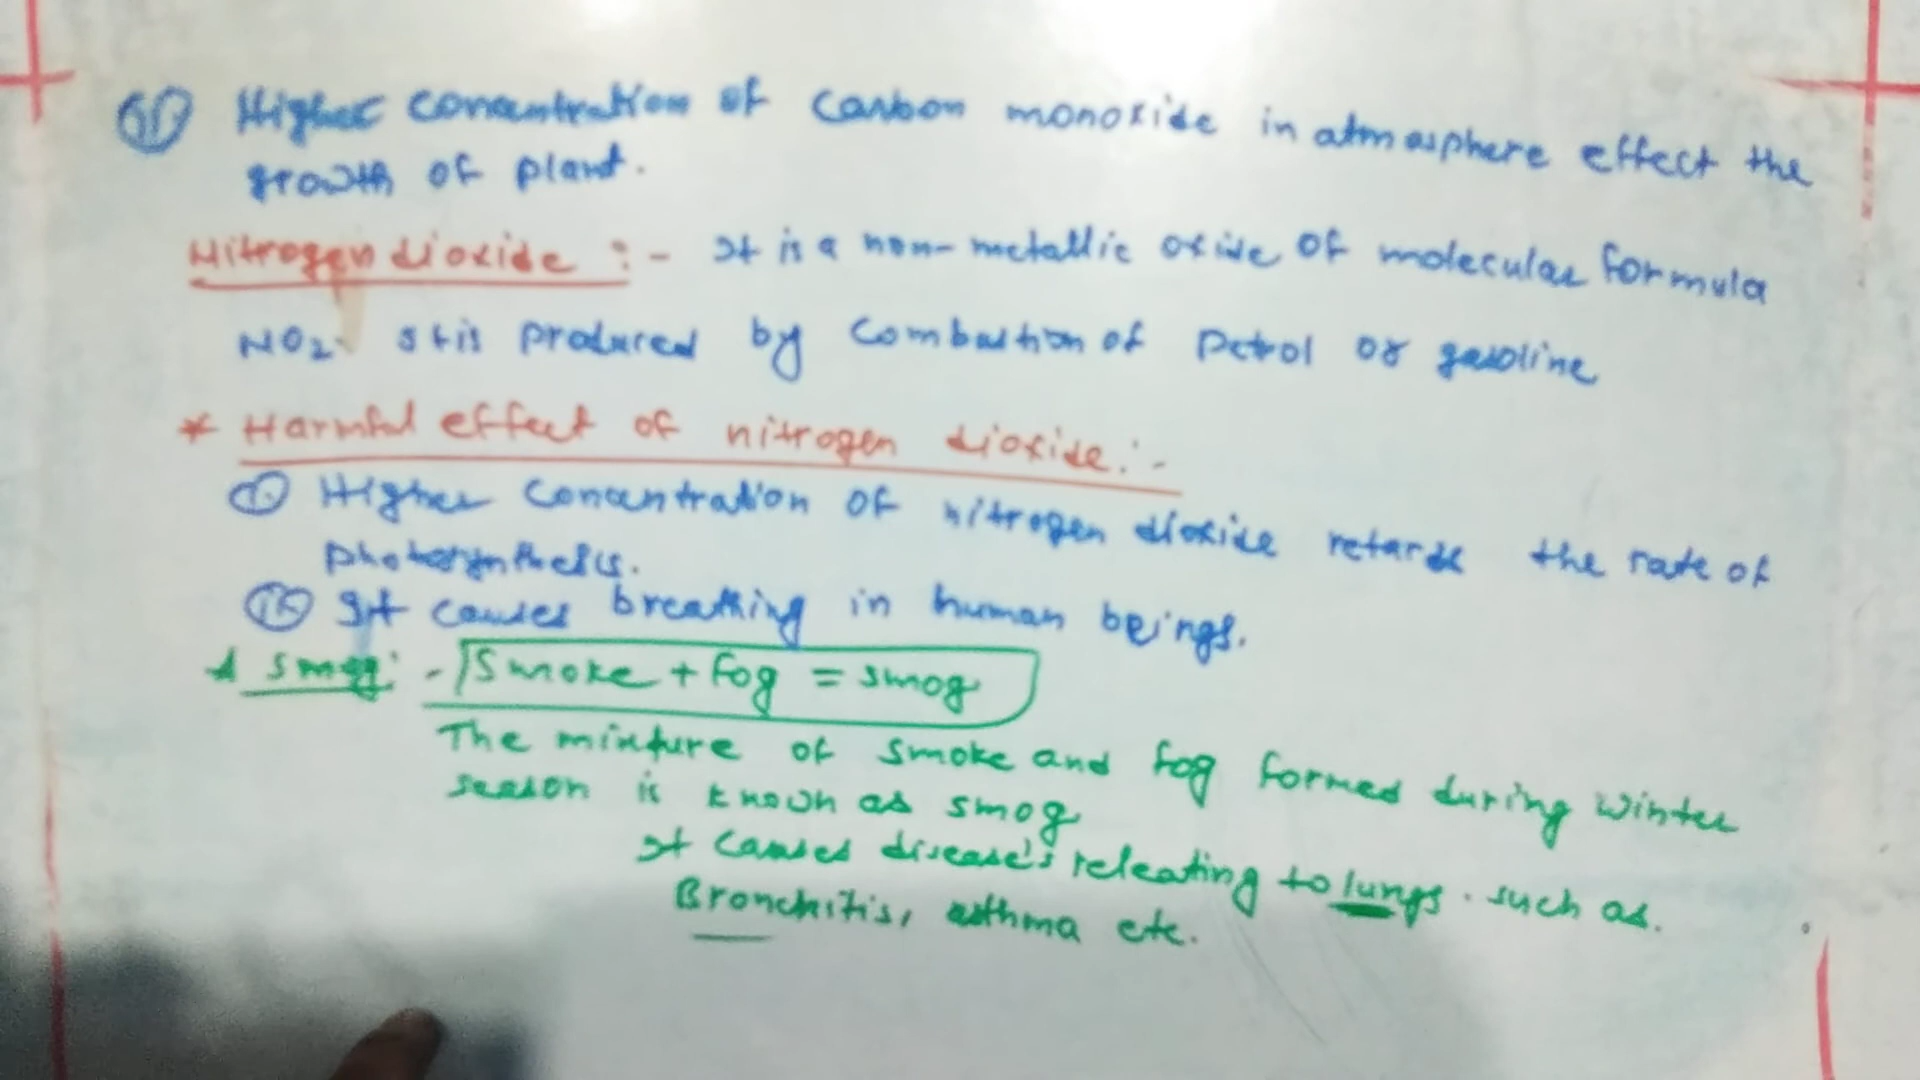 (ii) Higher concentration of carbon monoxide in atmosphere effect the
growth of plant.
Nitrogen dioxide :- It is a non-metallic oxide of molecular formula
NO2. It is produced by Combustion of Petrol or gasoline
* Harmful effect of nitrogen dioxide:-
(i) Higher Concentration of nitrogen dioxide retards the rate of
photosynthesis.
(ii) It causes breathing in human beings.
* Smog:- Smoke + Fog = smog
The mixture of smoke and fog formed during winter
season is known as smog
It causes disease's releating to lungs. such as.
Bronchitis, asthma etc.